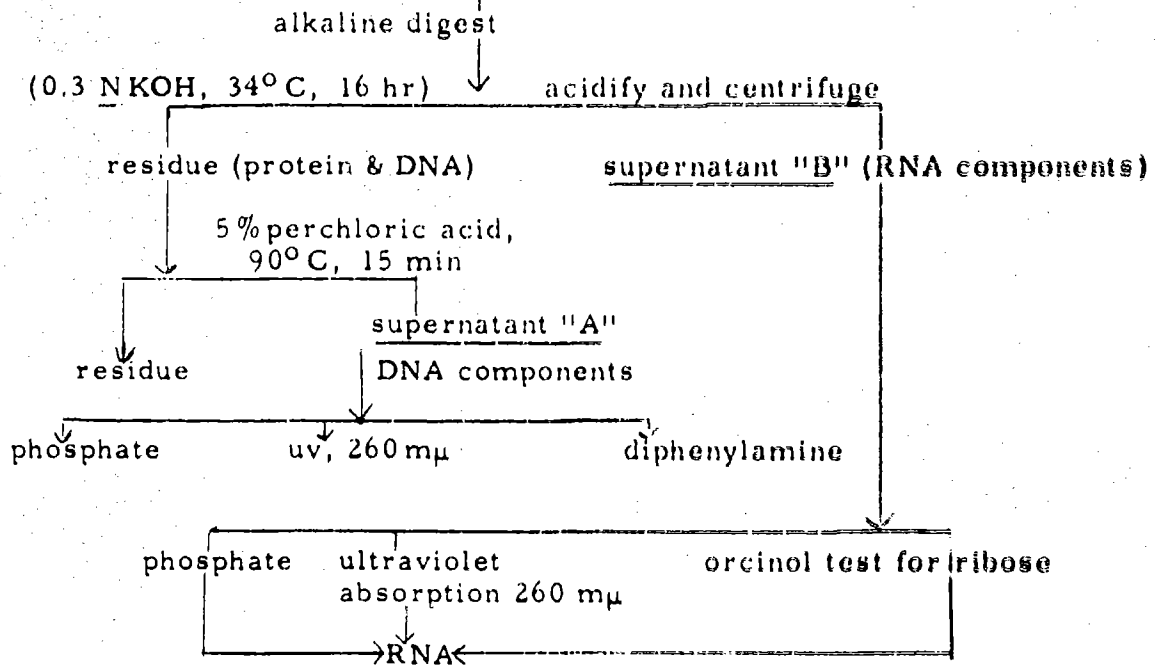 alkaline digest
(0.3 N KOH, 34° C, 16 hr) acidify and centrifuge
residue (protein & DNA) supernatant "B" (RNA components)
5 % perchloric acid,
90° C, 15 min
supernatant "A"
residue DNA components
phosphate uv, 260 mμ diphenylamine
phosphate ultraviolet orcinol test for ribose
absorption 260 mμ
RNA